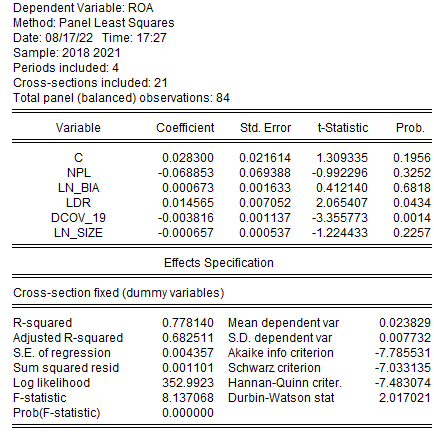 Dependent Variable: ROA
Method: Panel Least Squares
Date: 08/17/22 Time: 17:27
Sample: 2018 2021
Periods included: 4
Cross-sections included: 21
Total panel (balanced) observations: 84
Variable Coefficient Std. Error t-Statistic Prob.
C 0.028300 0.021614 1.309335 0.1956
NPL -0.068853 0.069388 -0.992296 0.3252
LN_BIA 0.000673 0.001633 0.412140 0.6818
LDR 0.014565 0.007052 2.065407 0.0434
DCOV_19 -0.003816 0.001137 -3.355773 0.0014
LN_SIZE -0.000657 0.000537 -1.224433 0.2257
Effects Specification
Cross-section fixed (dummy variables)
R-squared 0.778140 Mean dependent var 0.023829
Adjusted R-squared 0.682511 S.D. dependent var 0.007732
S.E. of regression 0.004357 Akaike info criterion -7.785531
Sum squared resid 0.001101 Schwarz criterion -7.033135
Log likelihood 352.9923 Hannan-Quinn criter. -7.483074
F-statistic 8.137068 Durbin-Watson stat 2.017021
Prob(F-statistic) 0.000000